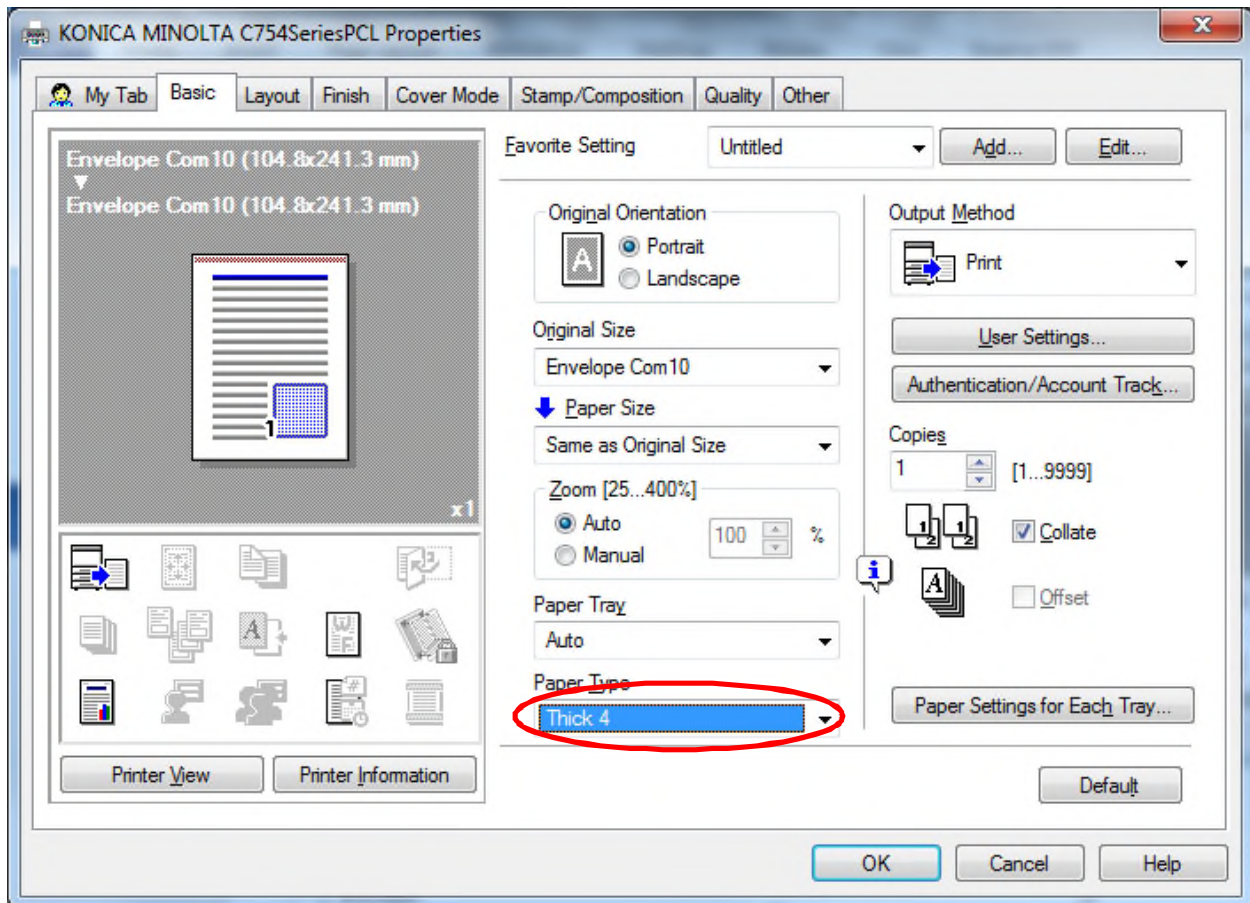 KONICA MINOLTA C754SeriesPCL Properties
My Tab Basic Layout Finish Cover Mode Stamp/Composition Quality Other
Envelope Com10 (104.8x241.3 mm)
Envelope Com10 (104.8x241.3 mm)
1
x1
W
F
A
#
Printer View Printer Information
Favorite Setting Untitled Add... Edit...
Original Orientation
A
Portrait
Landscape
Original Size
Envelope Com10
Paper Size
Same as Original Size
Zoom [25...400%]
Auto
Manual
100 %
Paper Tray
Auto
Paper Type
Thick 4
Output Method
Print
User Settings...
Authentication/Account Track...
Copies
1 [1...9999]
1 2 1 2 Collate
i
A Offset
Paper Settings for Each Tray...
Default
OK Cancel Help